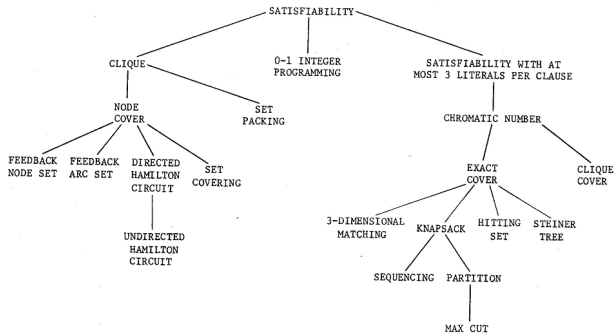 SATISFIABILITY
CLIQUE
0-1 INTEGER
PROGRAMMING
SATISFIABILITY WITH AT
MOST 3 LITERALS PER CLAUSE
NODE
COVER
SET
PACKING
CHROMATIC NUMBER
FEEDBACK
NODE SET
FEEDBACK
ARC SET
DIRECTED
HAMILTON
CIRCUIT
SET
COVERING
EXACT
COVER
CLIQUE
COVER
UNDIRECTED
HAMILTON
CIRCUIT
3-DIMENSIONAL
MATCHING
KNAPSACK
HITTING
SET
STEINER
TREE
SEQUENCING
PARTITION
MAX CUT